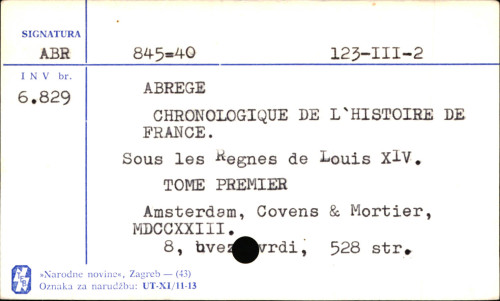 SIGNATURA
ABR 845=40 123-III-2
INV br.
6.829
ABREGE
CHRONOLOGIQUE DE L`HISTOIRE DE
FRANCE.
Sous les Regnes de Louis XIV.
TOME PREMIER
Amsterdam, Covens & Mortier,
MDCCXXIII.
8, tvrdi, 528 str.
»Narodne novine«, Zagreb — (43)
Oznaka za narudžbu: UT-XI/11-13